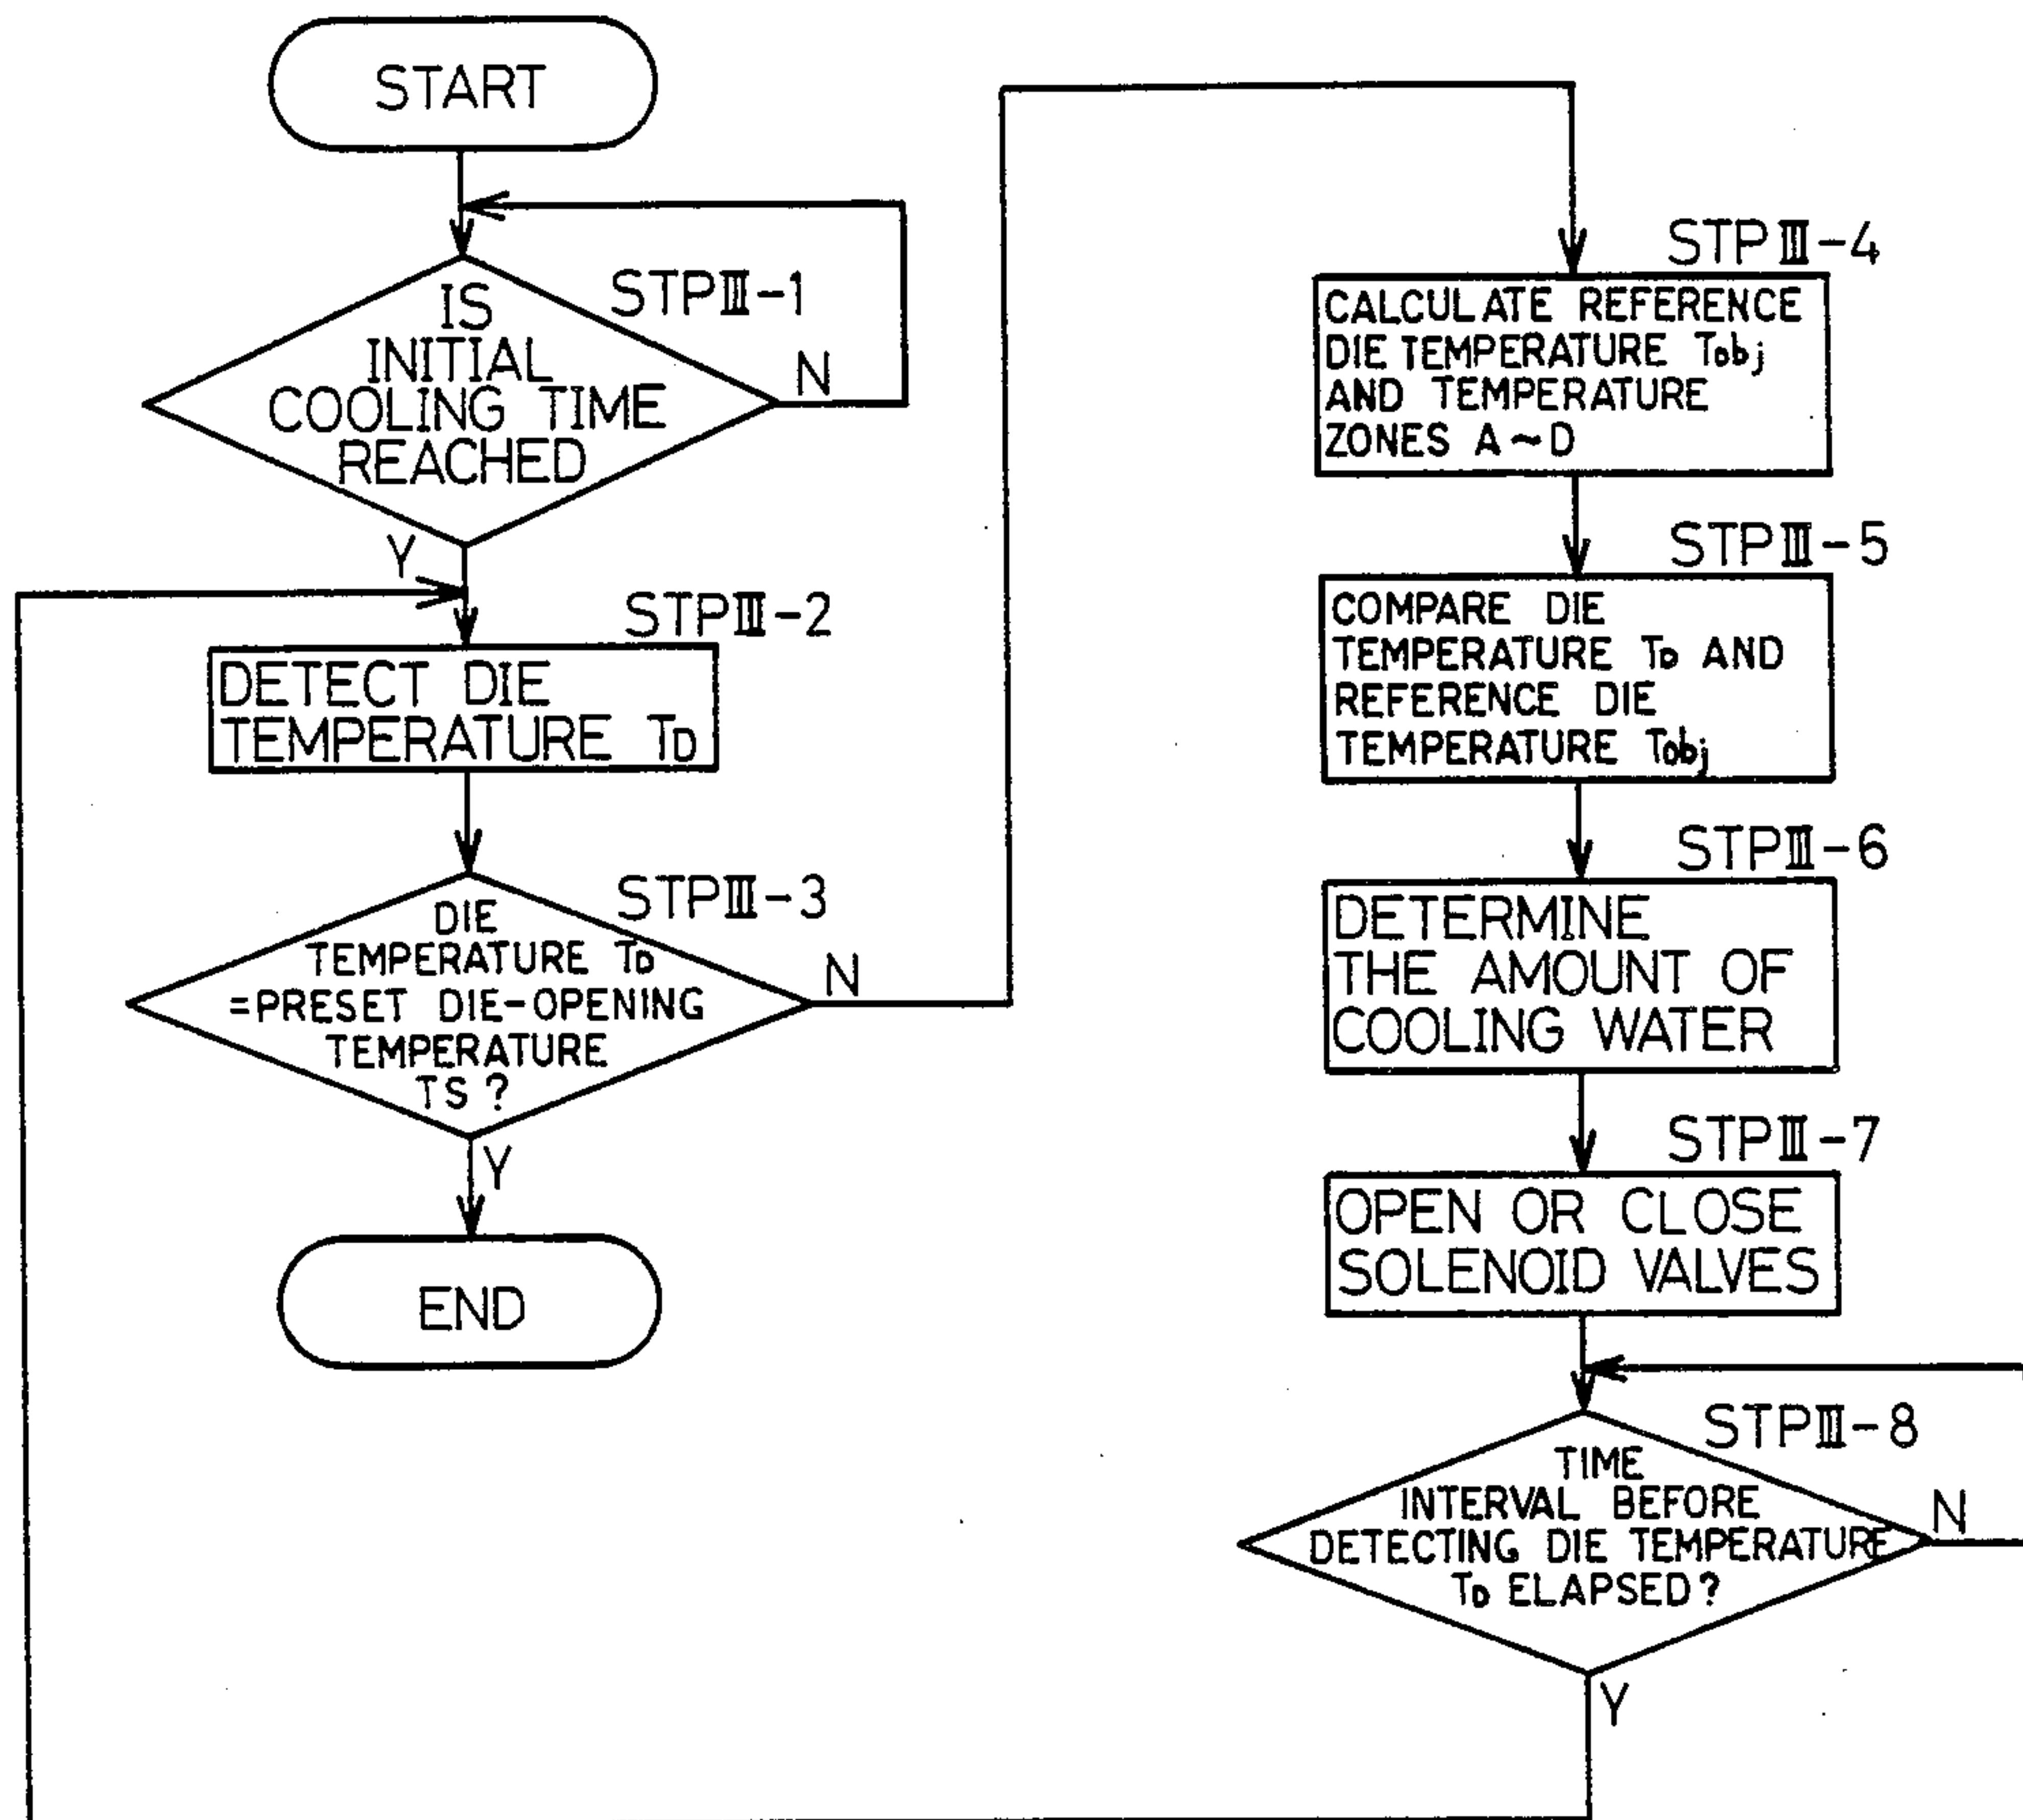 START
STPⅢ-1
IS
INITIAL
COOLING TIME
REACHED
N
Y
STPⅢ-2
DETECT DIE
TEMPERATURE TD
STPⅢ-3
DIE
TEMPERATURE TD
=PRESET DIE-OPENING
TEMPERATURE
TS?
N
Y
END
STPⅢ-4
CALCULATE REFERENCE
DIE TEMPERATURE Tobj
AND TEMPERATURE
ZONES A~D
STPⅢ-5
COMPARE DIE
TEMPERATURE TD AND
REFERENCE DIE
TEMPERATURE Tobj
STPⅢ-6
DETERMINE
THE AMOUNT OF
COOLING WATER
STPⅢ-7
OPEN OR CLOSE
SOLENOID VALVES
STPⅢ-8
TIME
INTERVAL BEFORE
DETECTING DIE TEMPERATURE
TD ELAPSED?
N
Y